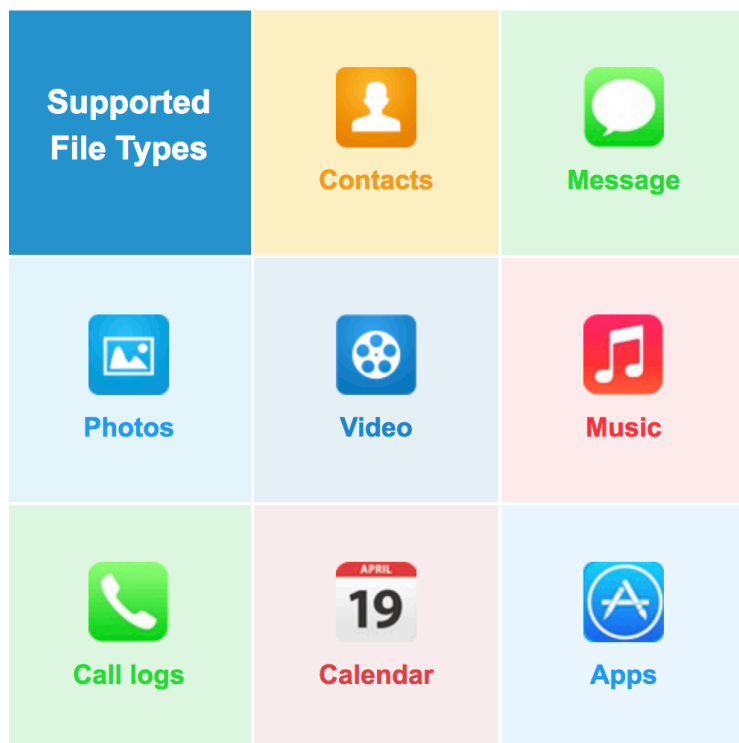 Supported
File Types
Contacts
Message
Photos
Video
Music
Call logs
APRIL
19
Calendar
Apps